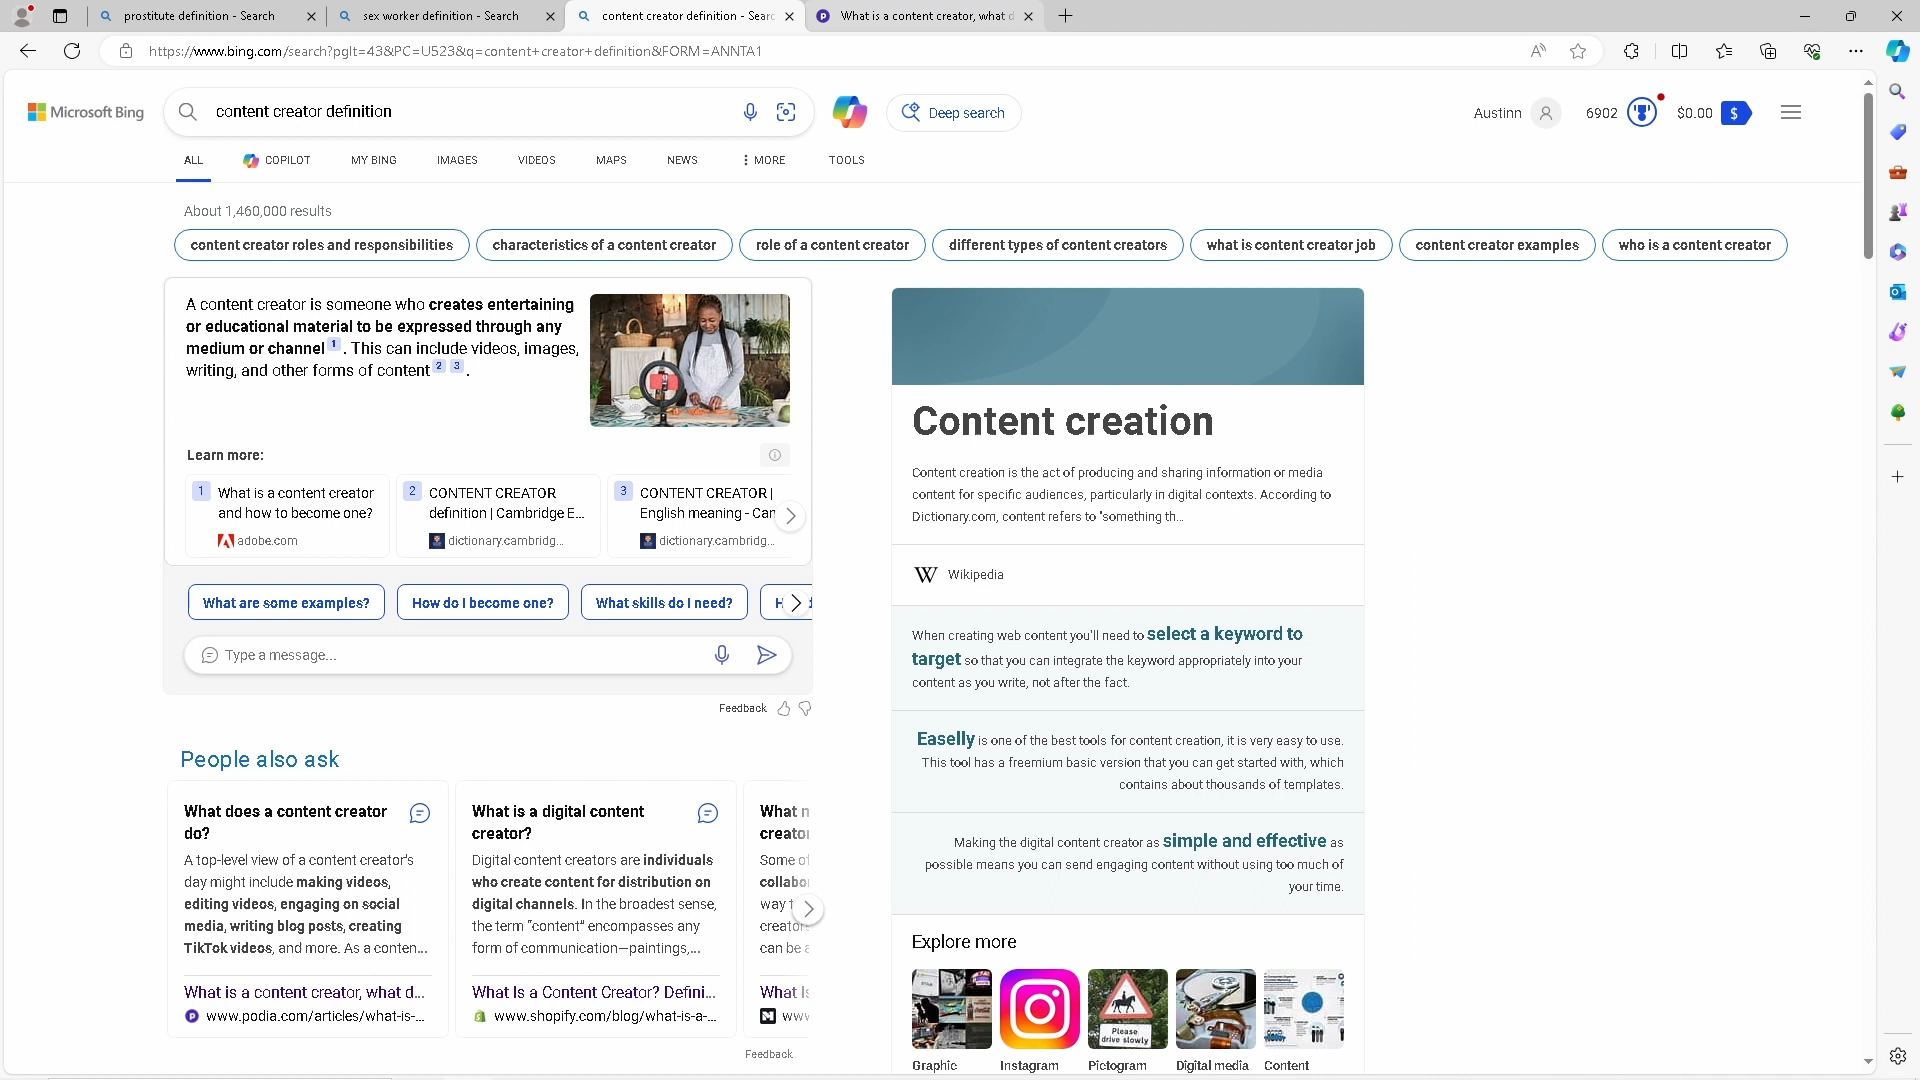 prostitute definition - Search
sex worker definition - Search
content creator definition - Searc
What is a content creator, what d
https://www.bing.com/search?pglt=43&PC=U523&q=content+creator+definition&FORM=ANNTA1
Microsoft Bing
content creator definition
Deep search
Austinn
6902
$0.00
$
ALL
COPILOT
MY BING
IMAGES
VIDEOS
MAPS
NEWS
MORE
TOOLS
About 1,460,000 results
content creator roles and responsibilities
characteristics of a content creator
role of a content creator
different types of content creators
what is content creator job
content creator examples
who is a content creator
A content creator is someone who creates entertaining
or educational material to be expressed through any
medium or channel 1 . This can include videos, images,
writing, and other forms of content 2 3 .
Learn more:
1 What is a content creator
and how to become one?
adobe.com
2 CONTENT CREATOR
definition | Cambridge E...
dictionary.cambridg...
3 CONTENT CREATOR |
English meaning - Can
dictionary.cambridg...
What are some examples?
How do I become one?
What skills do I need?
Type a message...
Feedback
People also ask
What does a content creator
do?
A top-level view of a content creator's
day might include making videos,
editing videos, engaging on social
media, writing blog posts, creating
TikTok videos, and more. As a conten...
What is a content creator, what d...
www.podia.com/articles/what-is-...
What is a digital content
creator?
Digital content creators are individuals
who create content for distribution on
digital channels. In the broadest sense,
the term "content" encompasses any
form of communication—paintings,...
What Is a Content Creator? Defini...
www.shopify.com/blog/what-is-a-...
What
creator
Some of
way
can be a
What Is
Feedback
Content creation
Content creation is the act of producing and sharing information or media
content for specific audiences, particularly in digital contexts. According to
Dictionary.com, content refers to "something th...
W Wikipedia
When creating web content you'll need to select a keyword to
target so that you can integrate the keyword appropriately into your
content as you write, not after the fact.
Easelly is one of the best tools for content creation, it is very easy to use.
This tool has a freemium basic version that you can get started with, which
contains about thousands of templates.
Making the digital content creator as simple and effective as
possible means you can send engaging content without using too much of
your time.
Explore more
Please
drive slowly
Graphic
Instagram
Pictogram
Digital media
Content